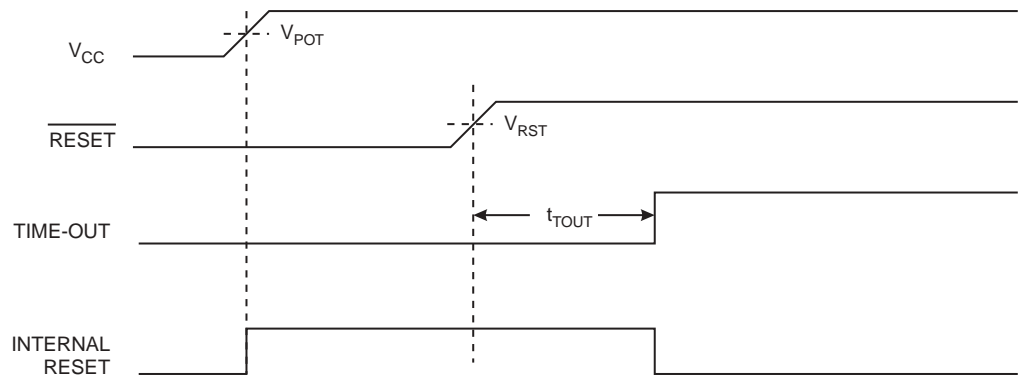 V_CC
V_POT
RESET
V_RST
TIME-OUT
t_TOUT
INTERNAL
RESET